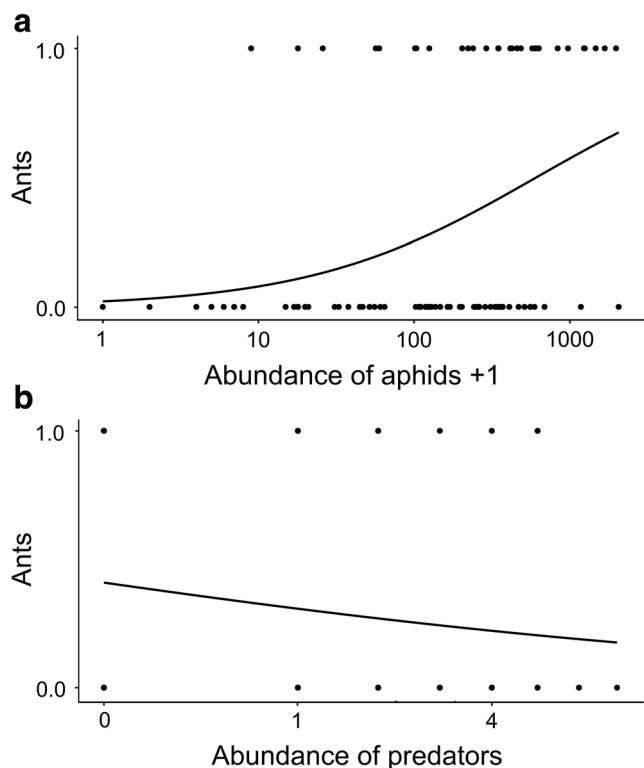 a
1.0
Ants
0.0
1 10 100 1000
Abundance of aphids +1
b
1.0
Ants
0.0
0 1 4
Abundance of predators